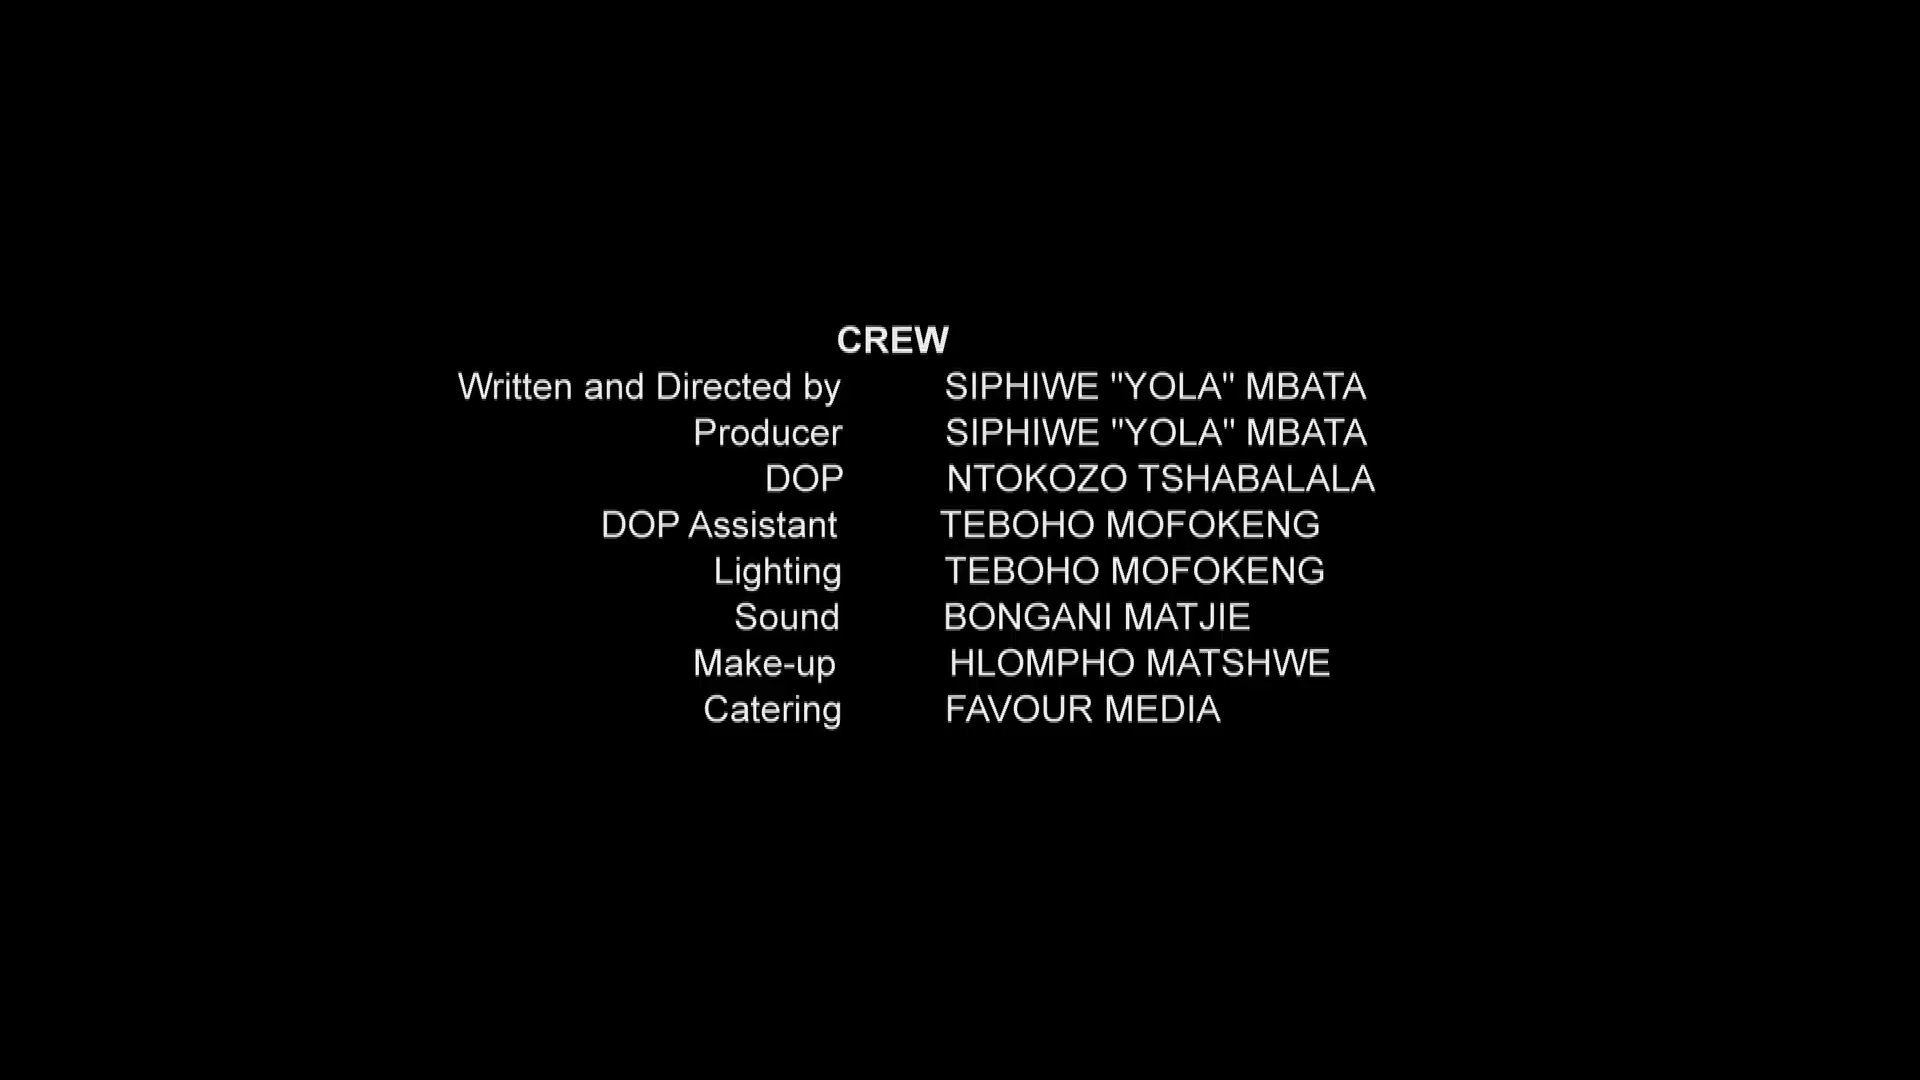 CREW
Written and Directed by SIPHIWE "YOLA" MBATA
Producer SIPHIWE "YOLA" MBATA
DOP NTOKOZO TSHABALALA
DOP Assistant TEBOHO MOFOKENG
Lighting TEBOHO MOFOKENG
Sound BONGANI MATJIE
Make-up HLOMPHO MATSHWE
Catering FAVOUR MEDIA